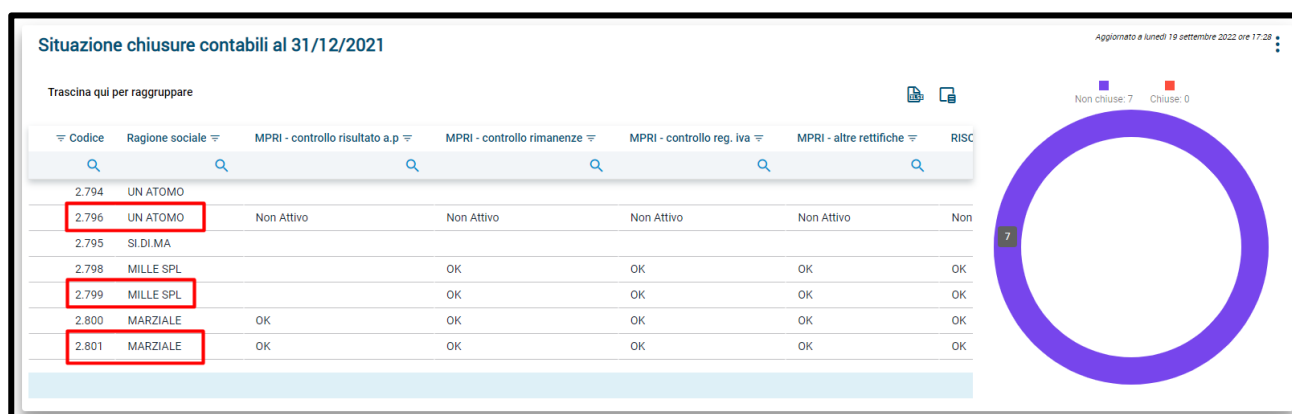 Situazione chiusure contabili al 31/12/2021
Aggiornato a lunedì 19 settembre 2022 ore 17:28
Trascina qui per raggruppare
Non chiuse: 7 Chiuse: 0
Codice Ragione sociale MPRI - controllo risultato a.p MPRI - controllo rimanenze MPRI - controllo reg. iva MPRI - altre rettifiche RISC
2.794 UN ATOMO
2.796 UN ATOMO Non Attivo Non Attivo Non Attivo Non Attivo Non
7
2.795 SI.DI.MA
2.798 MILLE SPL OK OK OK OK
2.799 MILLE SPL OK OK OK OK
2.800 MARZIALE OK OK OK OK OK
2.801 MARZIALE OK OK OK OK OK